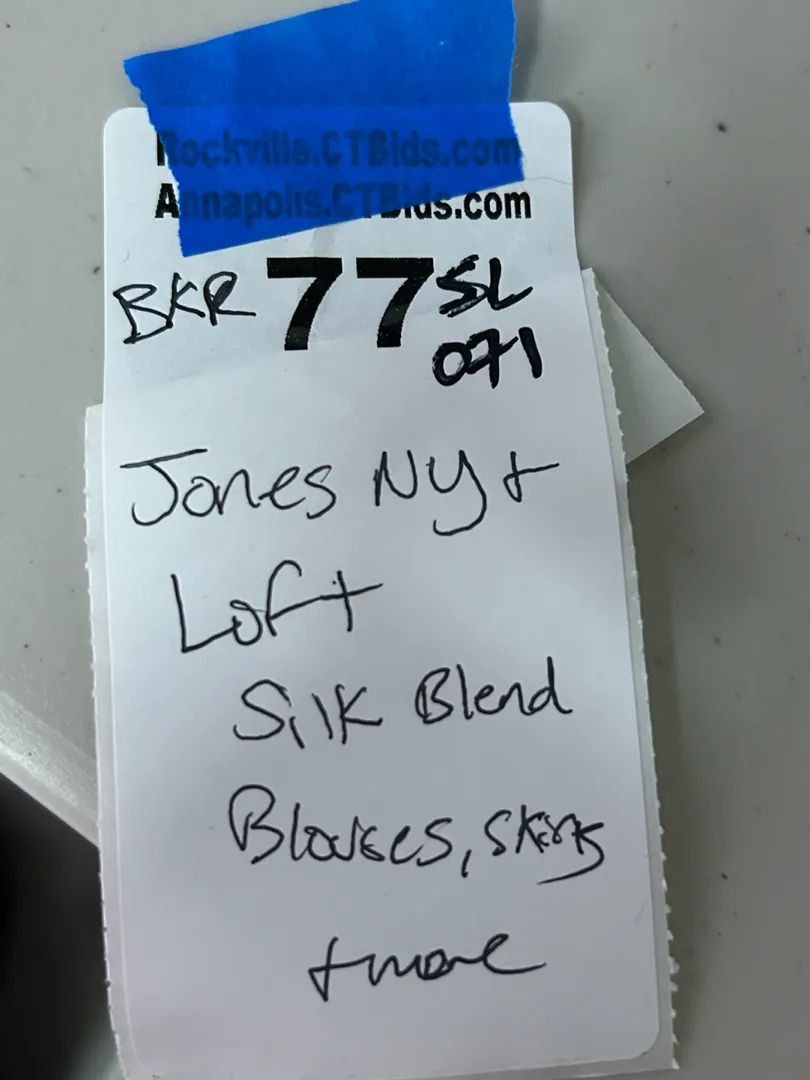 Rockville.CTBids.com
Annapolis.CTBids.com
BKR 77 SL
071
Jones NY +
Loft
Silk Blend
Blouses, Skirts
+ more